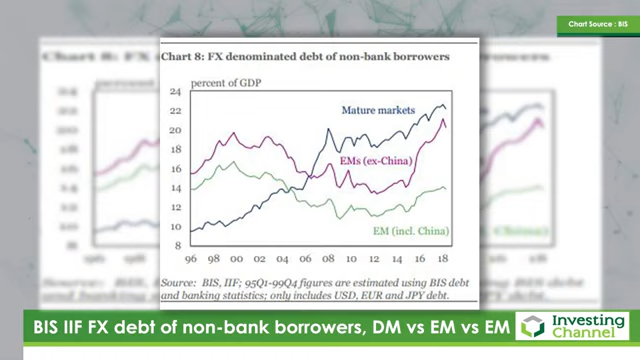 Chart Source : BIS
Chart 8: FX denominated debt of non-bank borrowers
percent of GDP
24
22
20
18
16
14
12
10
8
Mature markets
EMs (ex-China)
EM (incl. China)
96 98 00 02 04 06 08 10 12 14 16 18
Source: BIS, IIF; 95Q1-99Q4 figures are estimated using BIS debt
and banking statistics; only includes USD, EUR and JPY debt.
BIS IIF FX debt of non-bank borrowers, DM vs EM vs EM
Investing
Channel